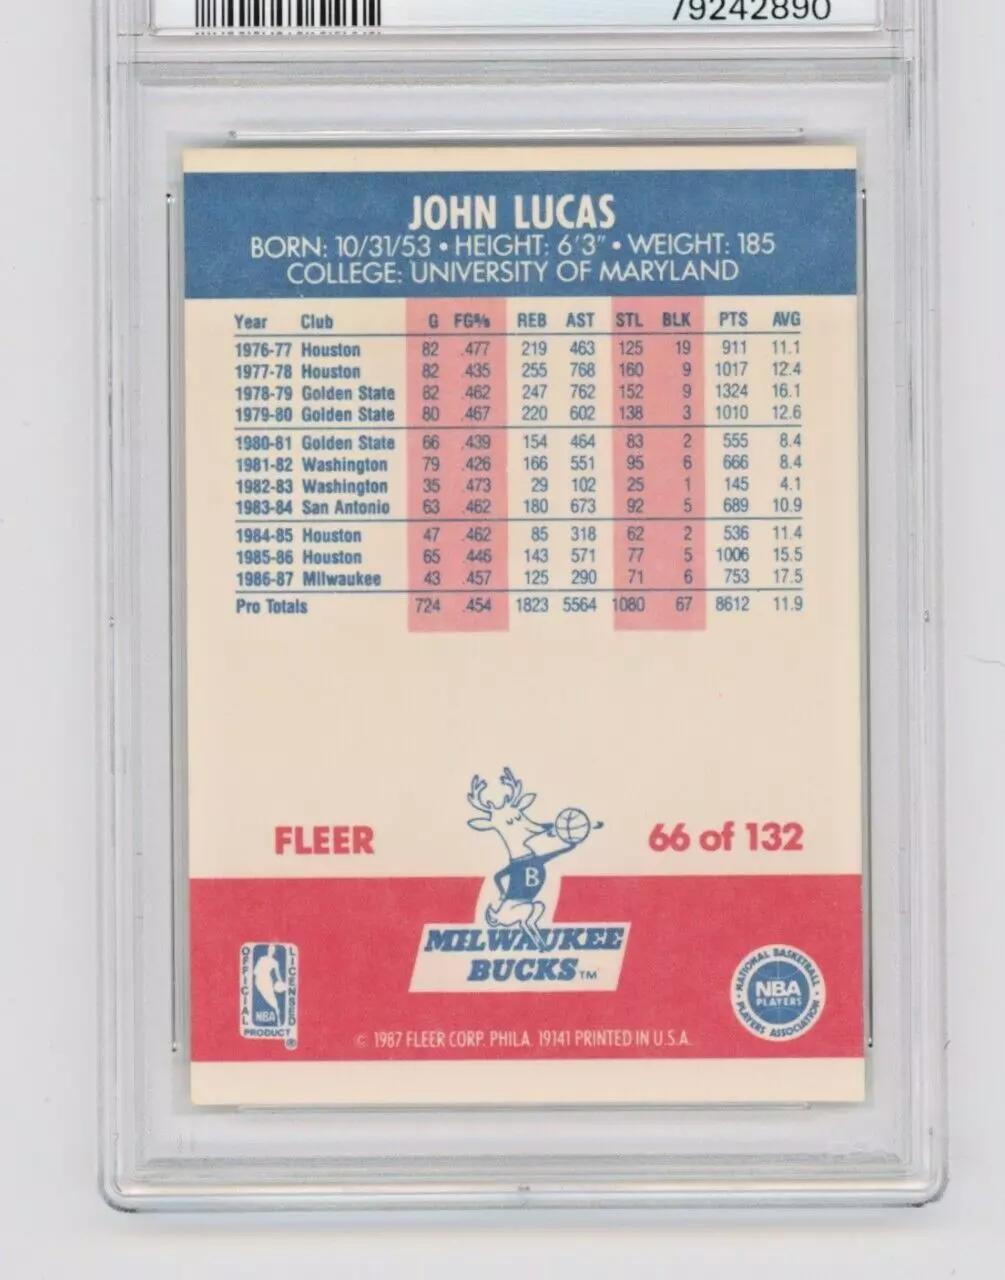 79242890
JOHN LUCAS
BORN: 10/31/53 • HEIGHT: 6'3" • WEIGHT: 185
COLLEGE: UNIVERSITY OF MARYLAND
Year Club G FG% REB AST STL BLK PTS AVG
1976-77 Houston 82 .477 219 463 125 19 911 11.1
1977-78 Houston 82 .435 255 768 160 9 1017 12.4
1978-79 Golden State 82 .462 247 762 152 9 1324 16.1
1979-80 Golden State 80 .467 220 602 138 3 1010 12.6
1980-81 Golden State 66 .439 154 464 83 2 555 8.4
1981-82 Washington 79 .426 166 551 95 6 666 8.4
1982-83 Washington 35 .473 29 102 25 1 145 4.1
1983-84 San Antonio 63 .462 180 673 92 5 689 10.9
1984-85 Houston 47 .462 85 318 62 2 536 11.4
1985-86 Houston 65 .446 143 571 77 5 1006 15.5
1986-87 Milwaukee 43 .457 125 290 71 6 753 17.5
Pro Totals 724 .454 1823 5564 1080 67 8612 11.9
FLEER
66 of 132
B
MILWAUKEE
BUCKS™
OFFICIAL LICENSED
NBA
PRODUCT ®
• NATIONAL BASKETBALL •
NBA
PLAYERS
PLAYERS ASSOCIATION
© 1987 FLEER CORP. PHILA. 19141 PRINTED IN U.S.A.